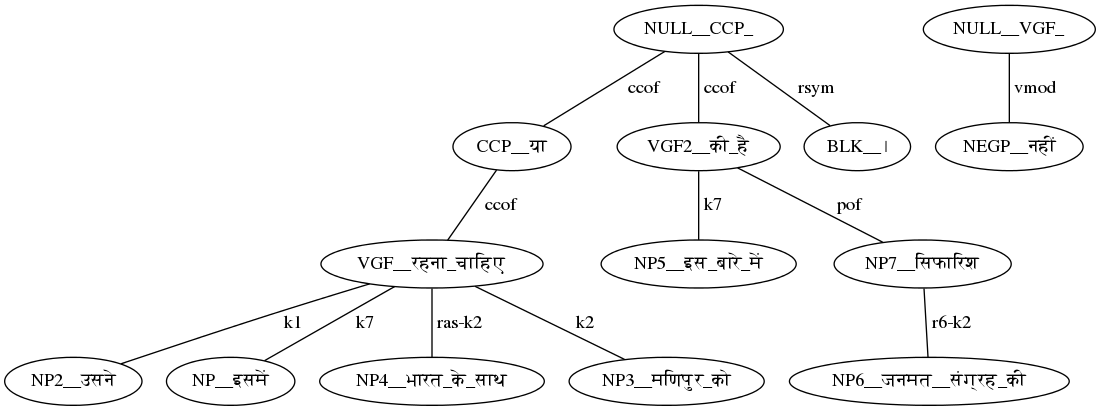 NULL__CCP_ NULL__VGF_
ccof ccof rsym vmod
CCP__या VGF2__की_है BLK__। NEGP__नहीं
ccof k7 pof
VGF__रहना_चाहिए NP5__इस_बारे_में NP7__सिफारिश
k1 k7 ras-k2 k2 r6-k2
NP2__उसने NP__इसमें NP4__भारत_के_साथ NP3__मणिपुर_को NP6__जनमत__संग्रह_की